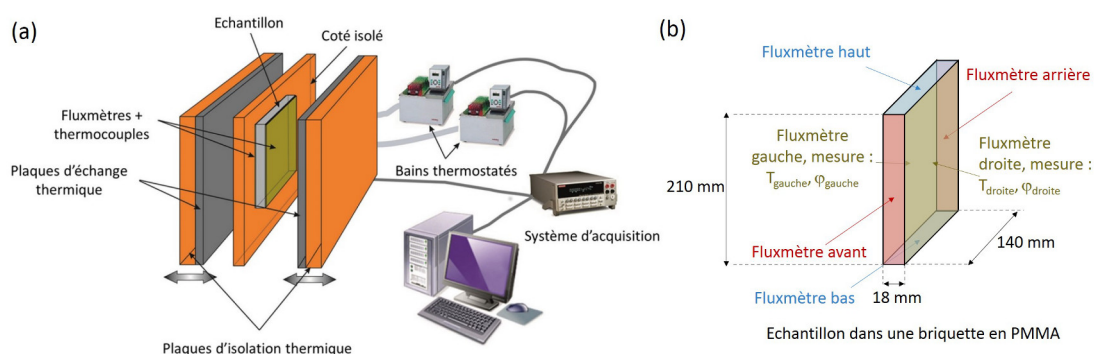 (a)
Echantillon
Coté isolé
Fluxmètres +
thermocouples
Plaques d'échange
thermique
Bains thermostatés
Système d'acquisition
Plaques d'isolation thermique
(b)
Fluxmètre haut
Fluxmètre arrière
Fluxmètre
gauche, mesure :
Tgauche, φgauche
Fluxmètre
droite, mesure :
Tdroite, φdroite
210 mm
140 mm
Fluxmètre avant
Fluxmètre bas
18 mm
Echantillon dans une briquette en PMMA